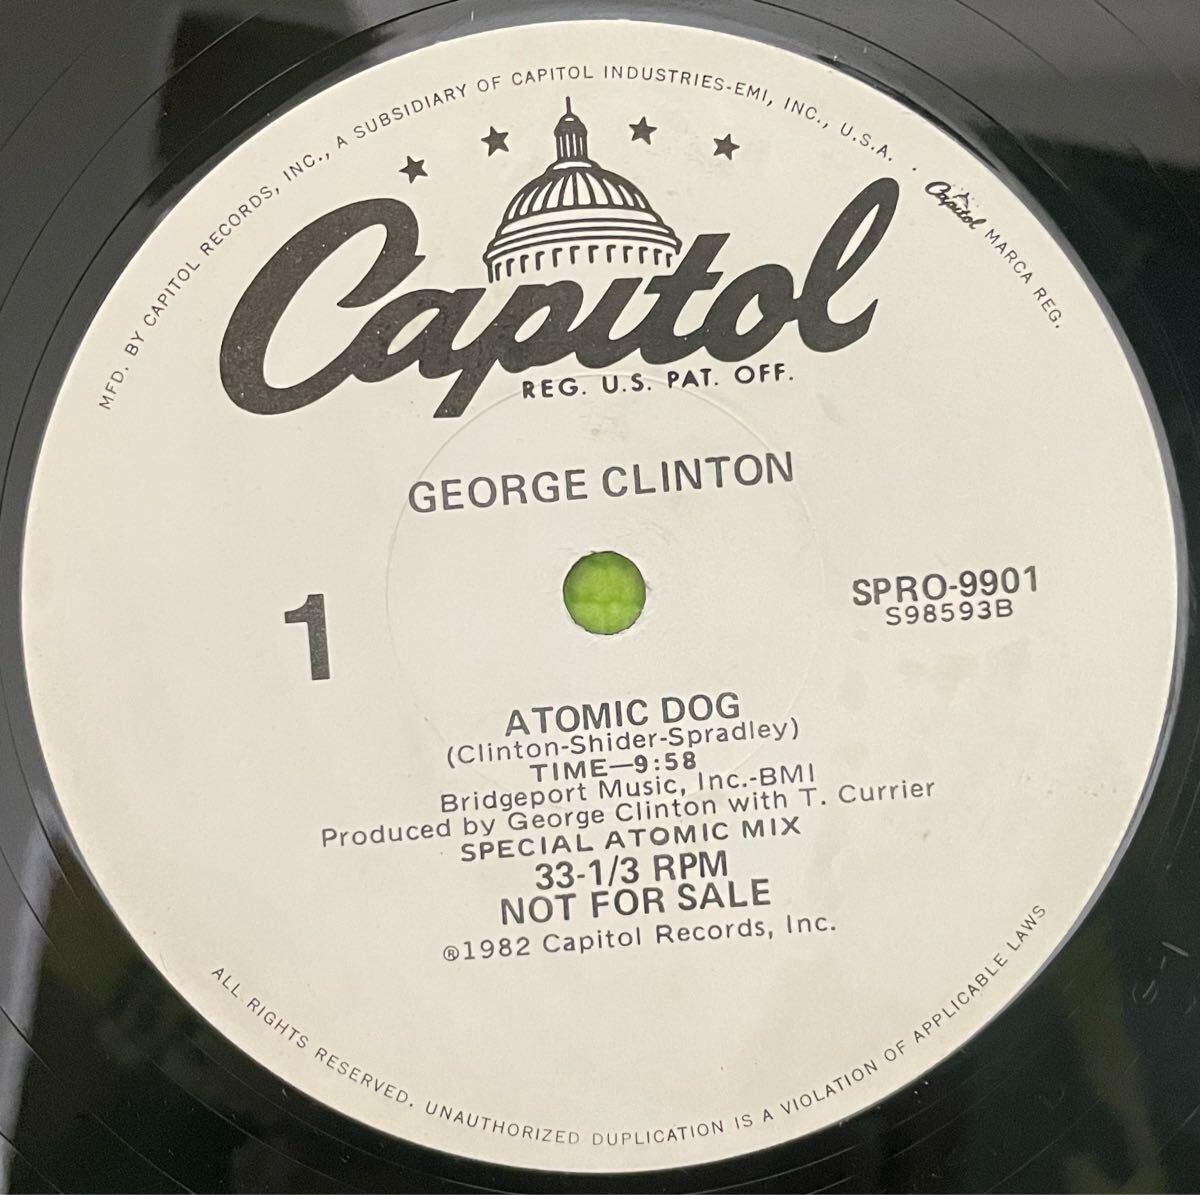 MFD. BY CAPITOL RECORDS, INC., A SUBSIDIARY OF CAPITOL INDUSTRIES-EMI, INC., U.S.A. · Capitol MARCA REG.
Capitol
REG. U.S. PAT. OFF.
GEORGE CLINTON
1
SPRO-9901
S98593B
ATOMIC DOG
(Clinton-Shider-Spradley)
TIME—9:58
Bridgeport Music, Inc.-BMI
Produced by George Clinton with T. Currier
SPECIAL ATOMIC MIX
33-1/3 RPM
NOT FOR SALE
®1982 Capitol Records, Inc.
ALL RIGHTS RESERVED. UNAUTHORIZED DUPLICATION IS A VIOLATION OF APPLICABLE LAWS